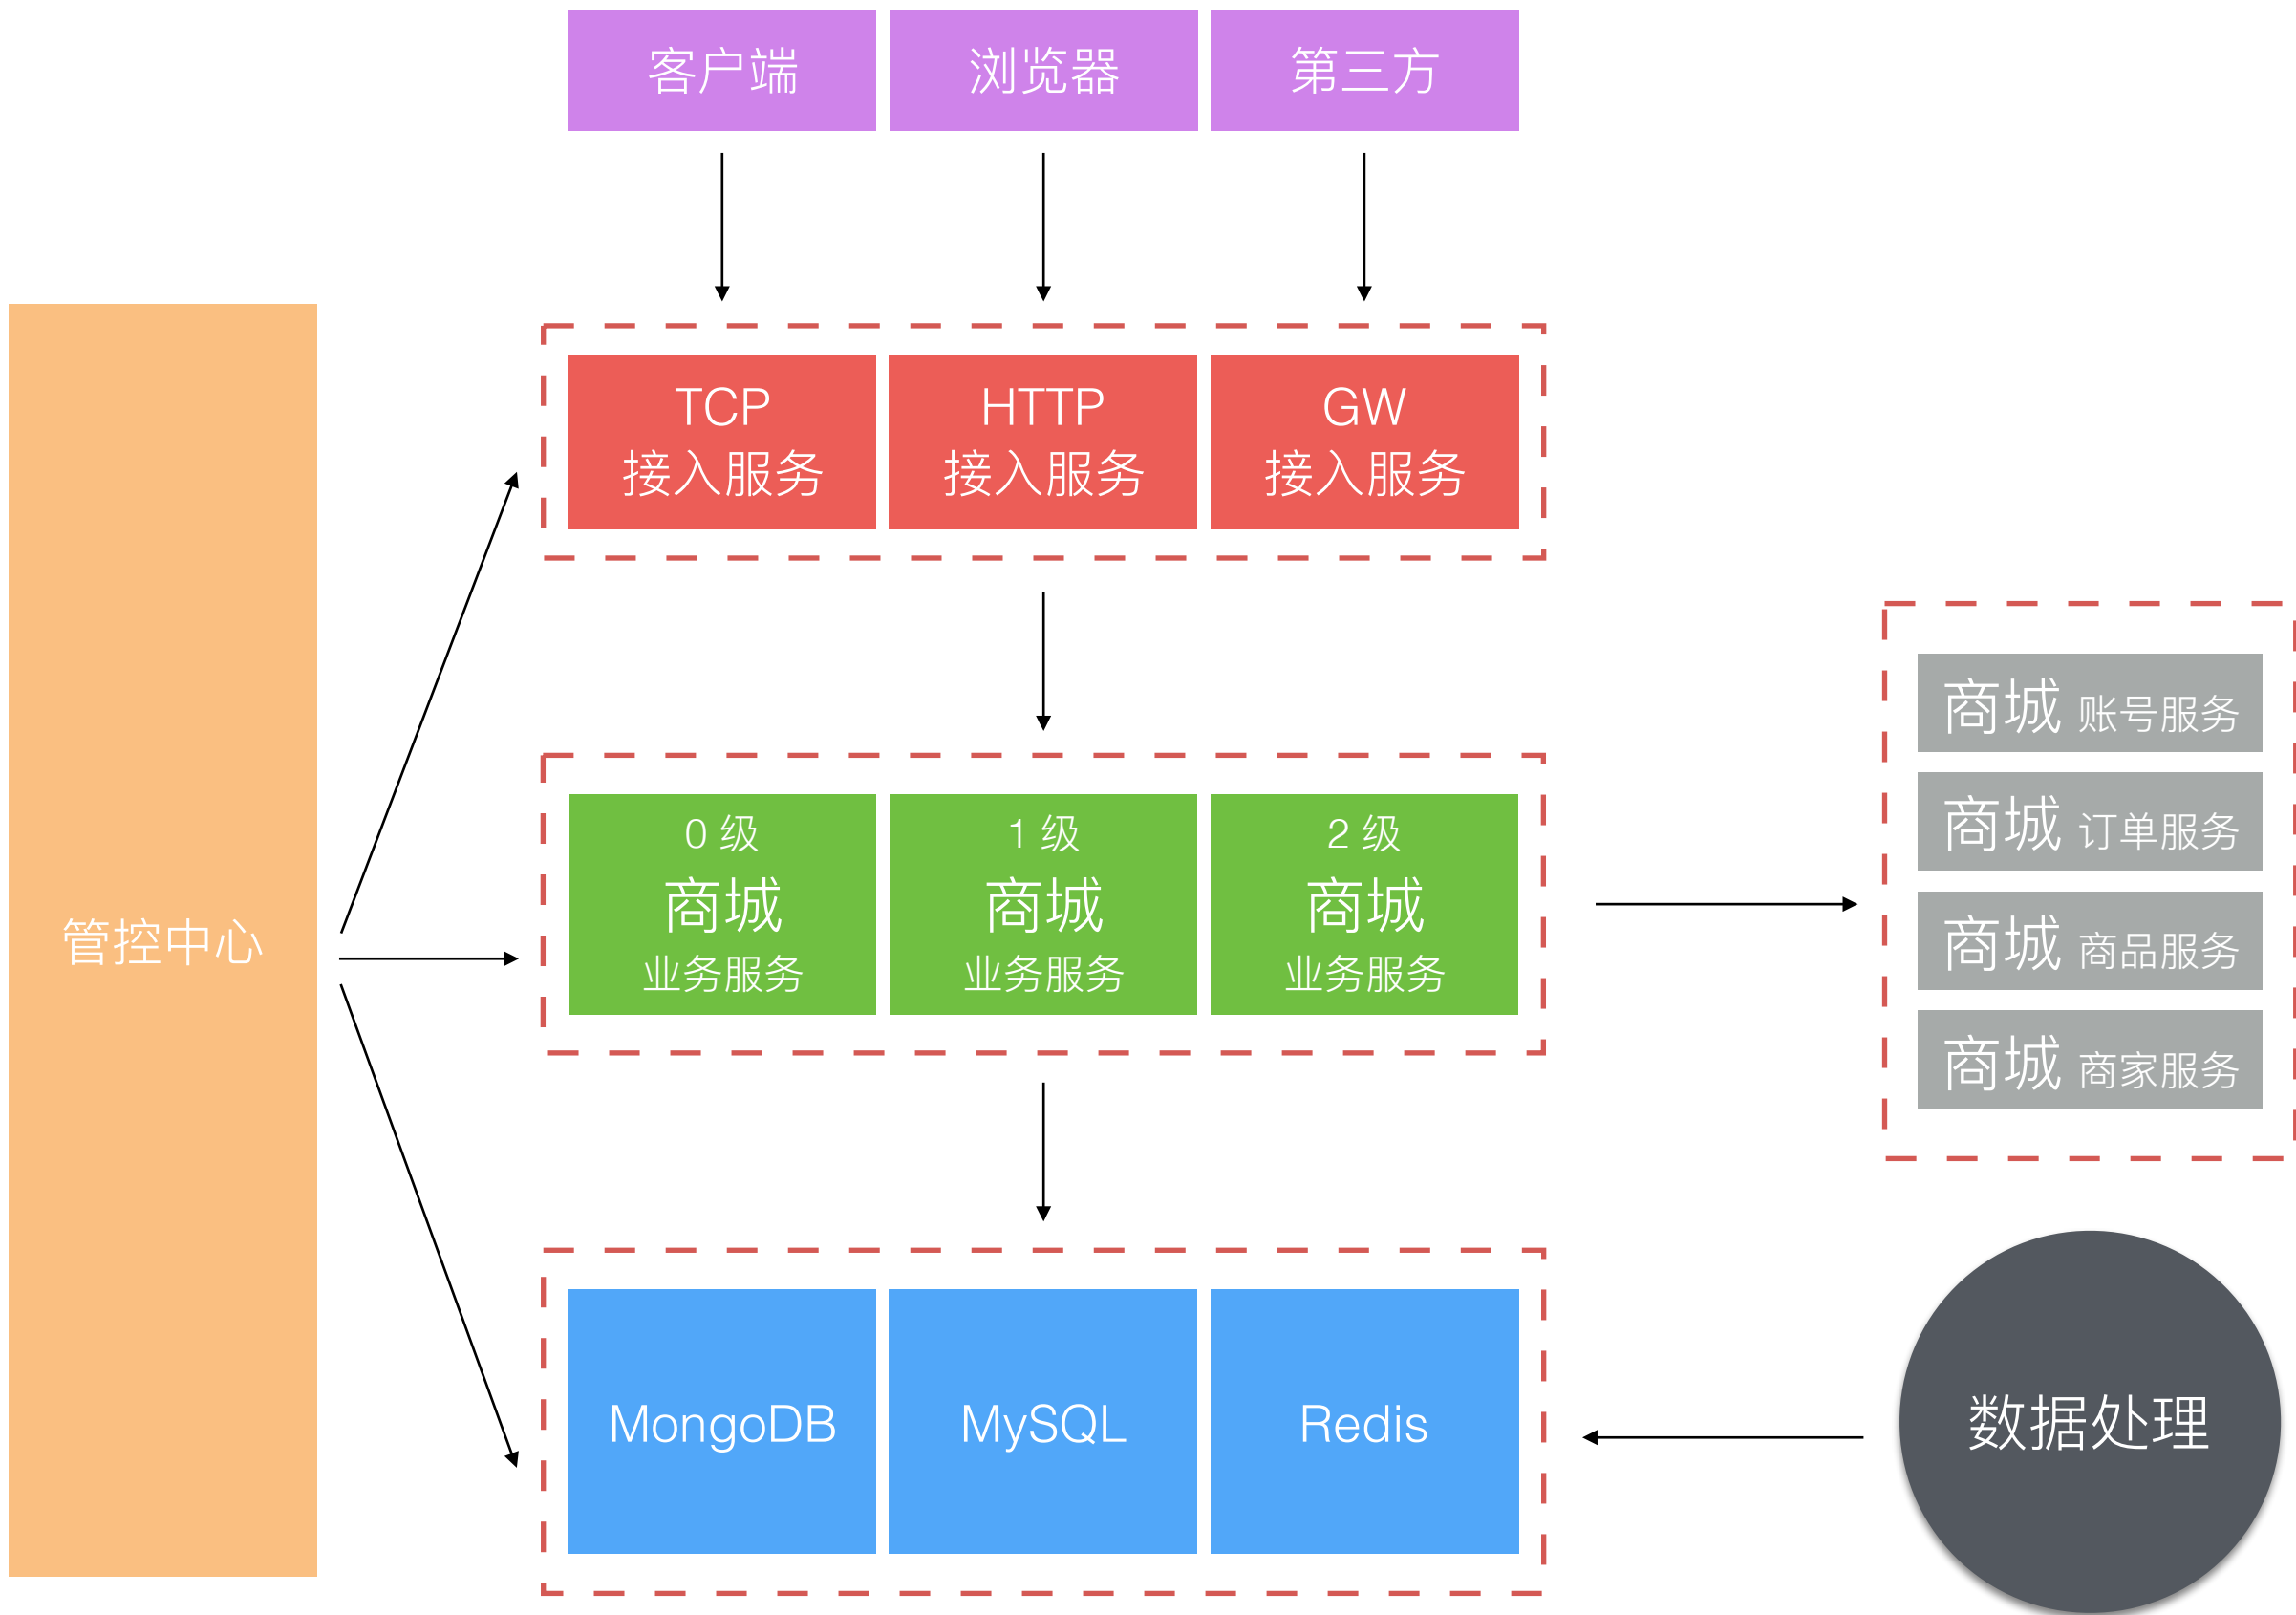 客户端
浏览器
第三方
TCP
接入服务
HTTP
接入服务
GW
接入服务
管控中心
0 级
商城
业务服务
1 级
商城
业务服务
2 级
商城
业务服务
商城 账号服务
商城 订单服务
商城 商品服务
商城 商家服务
MongoDB
MySQL
Redis
数据处理